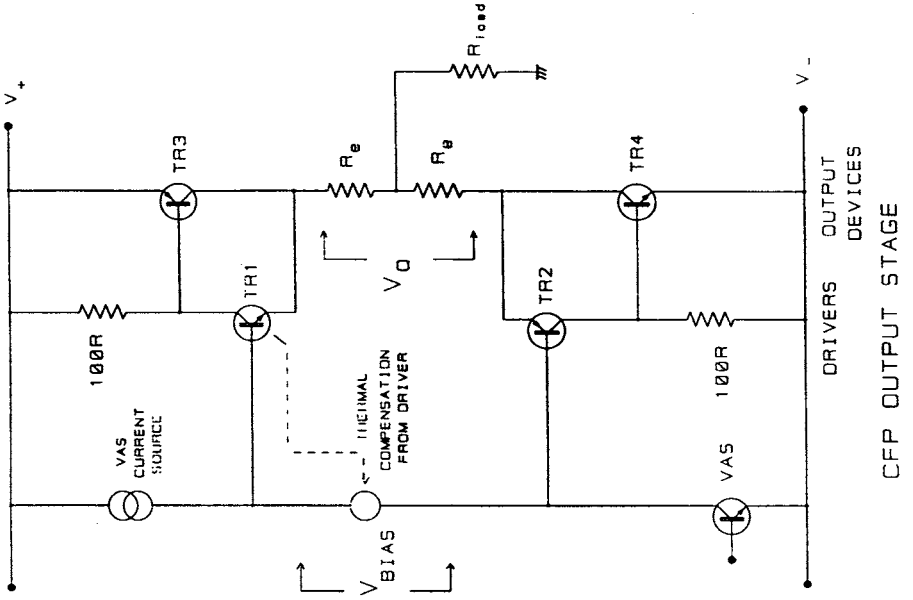 V+
TR3
Re
Rload
Re
TR4
V-
100R
TR1
VQ
TR2
100R
VAS
CURRENT
SOURCE
THERMAL
COMPENSATION
FROM DRIVER
VBIAS
VAS
DRIVERS
OUTPUT
DEVICES
CFP OUTPUT STAGE